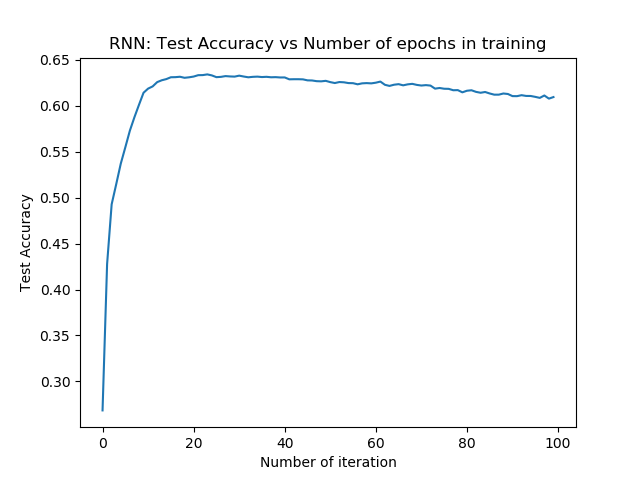 RNN: Test Accuracy vs Number of epochs in training
0.65
0.60
0.55
0.50
0.45
0.40
0.35
0.30
Test Accuracy
0 20 40 60 80 100
Number of iteration